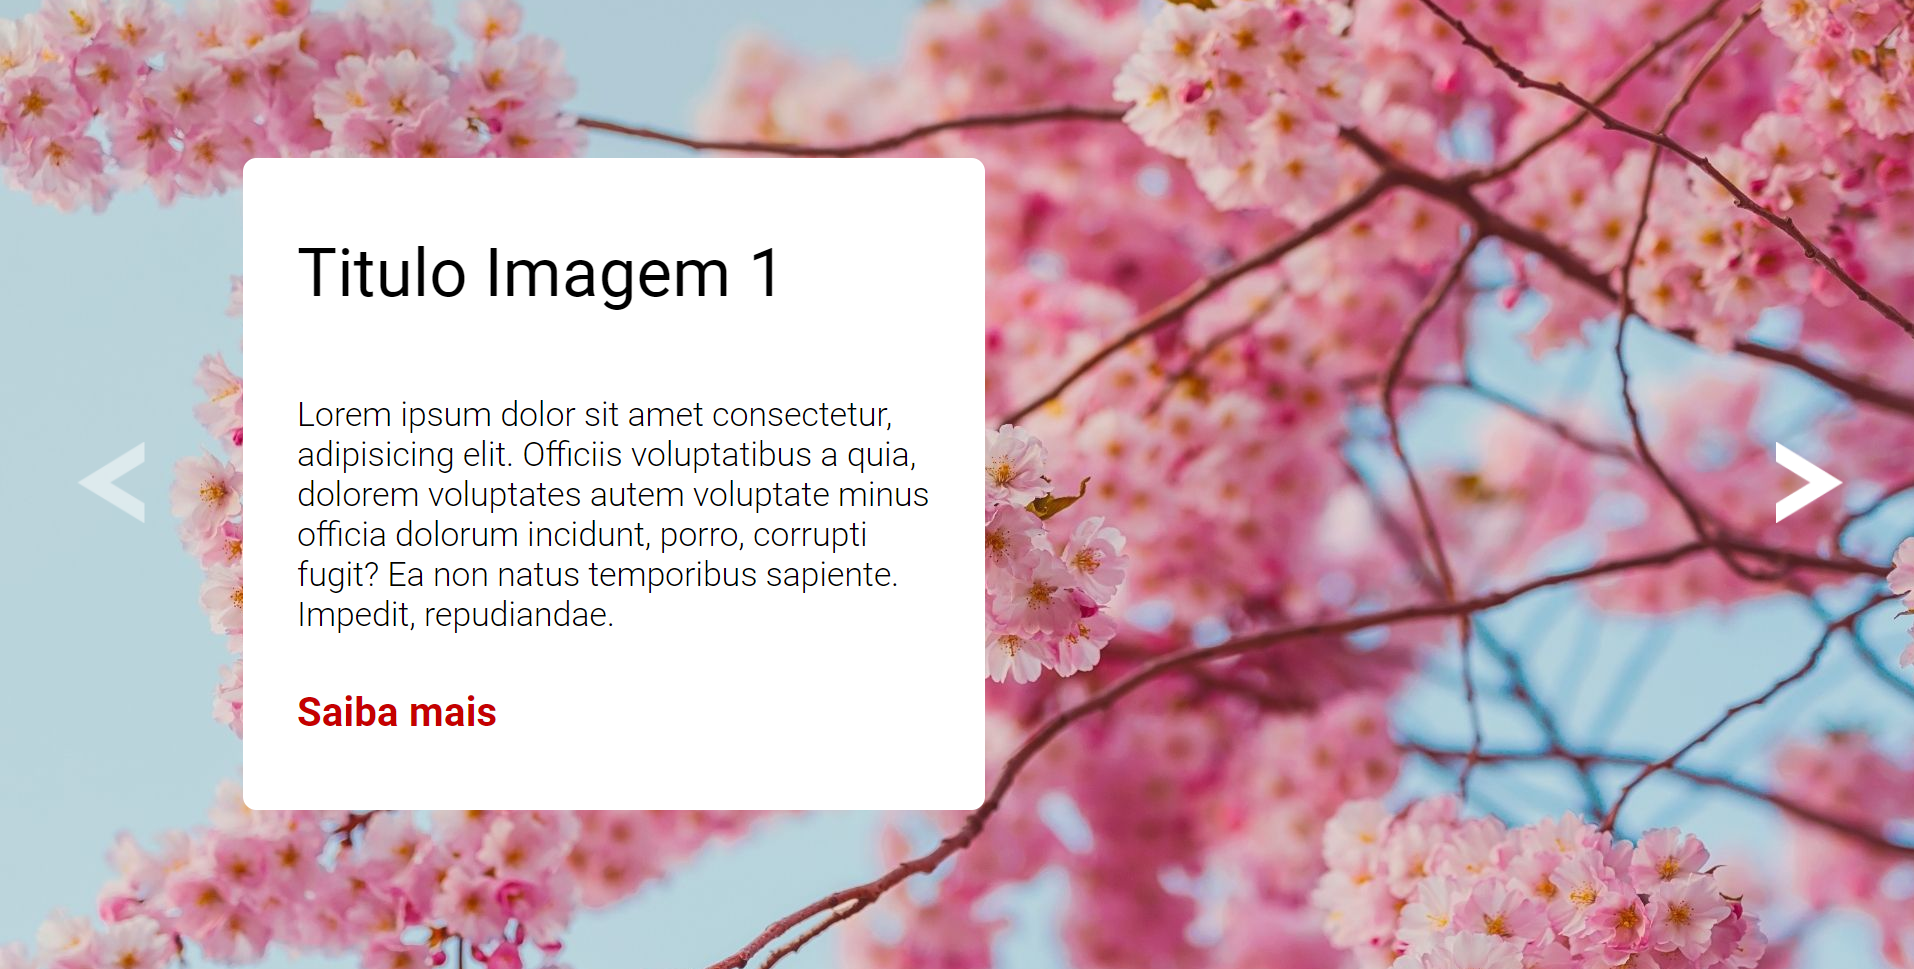 Titulo Imagem 1
Lorem ipsum dolor sit amet consectetur,
adipisicing elit. Officiis voluptatibus a quia,
dolorem voluptates autem voluptate minus
officia dolorum incidunt, porro, corrupti
fugit? Ea non natus temporibus sapiente.
Impedit, repudiandae.
Saiba mais